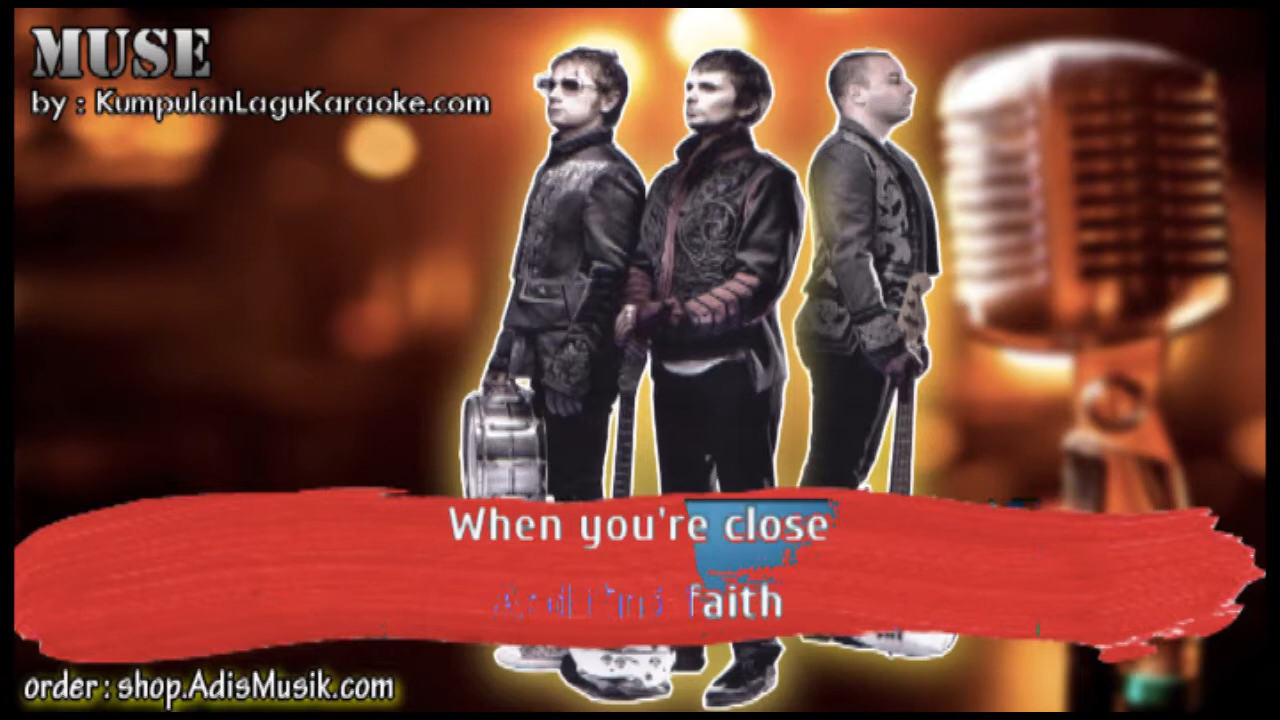 MUSE
by : KumpulanLaguKaraoke.com
When you're close
faith
order : shop.AdisMusik.com